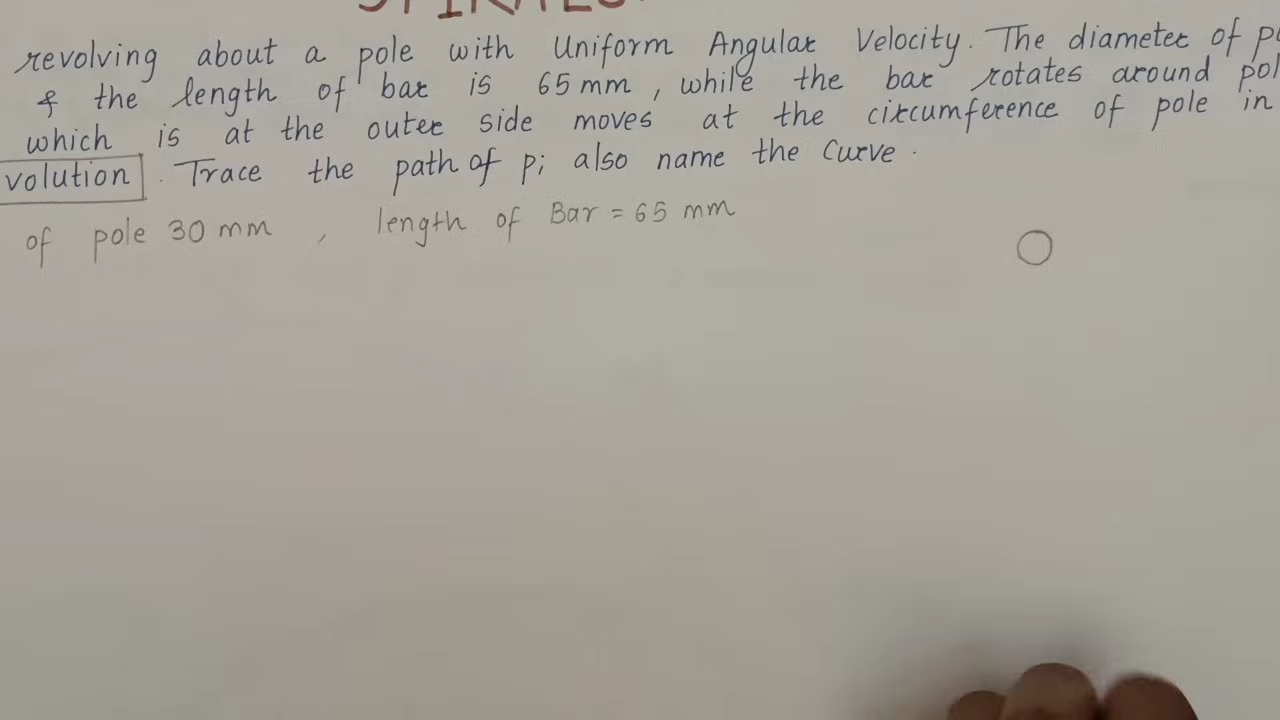 SPIRALS
revolving about a pole with Uniform Angular Velocity. The diameter of
& the length of bar is 65 mm, while the bar rotates around pol
which is at the outer side moves at the circumference of pole in
volution. Trace the path of p; also name the Curve.
of pole 30 mm, length of Bar = 65 mm